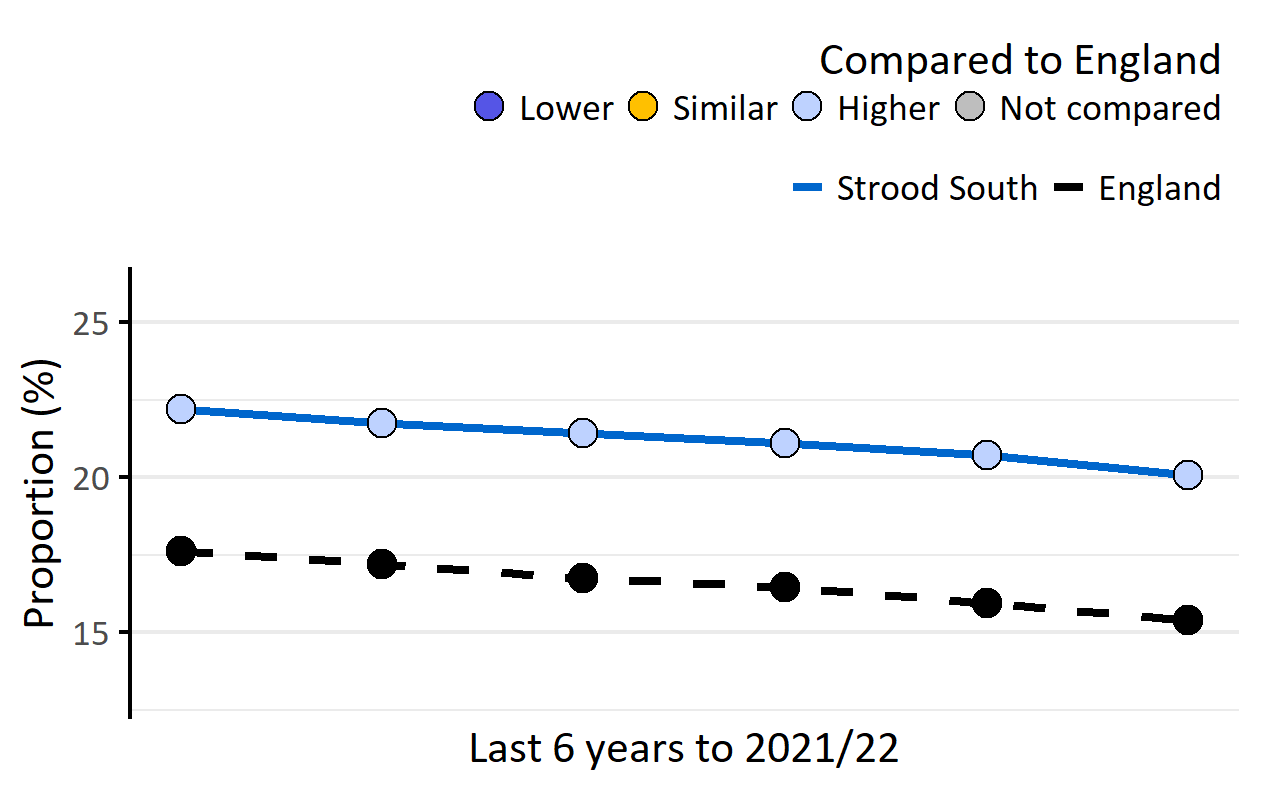 Compared to England
Lower Similar Higher Not compared
Strood South England
Proportion (%)
25
20
15
Last 6 years to 2021/22